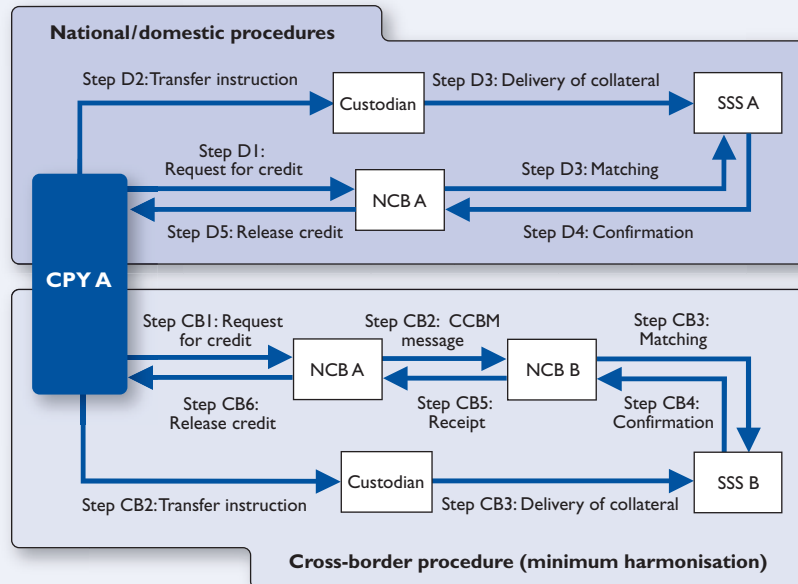 National/domestic procedures
Step D2: Transfer instruction
Step D3: Delivery of collateral
Custodian
SSS A
Step D1:
Request for credit
Step D3: Matching
NCB A
Step D5: Release credit
Step D4: Confirmation
CPY A
Step CB1: Request
for credit
Step CB2: CCBM
message
Step CB3:
Matching
NCB A
NCB B
Step CB6:
Release credit
Step CB5:
Receipt
Step CB4:
Confirmation
Custodian
SSS B
Step CB2: Transfer instruction
Step CB3: Delivery of collateral
Cross-border procedure (minimum harmonisation)